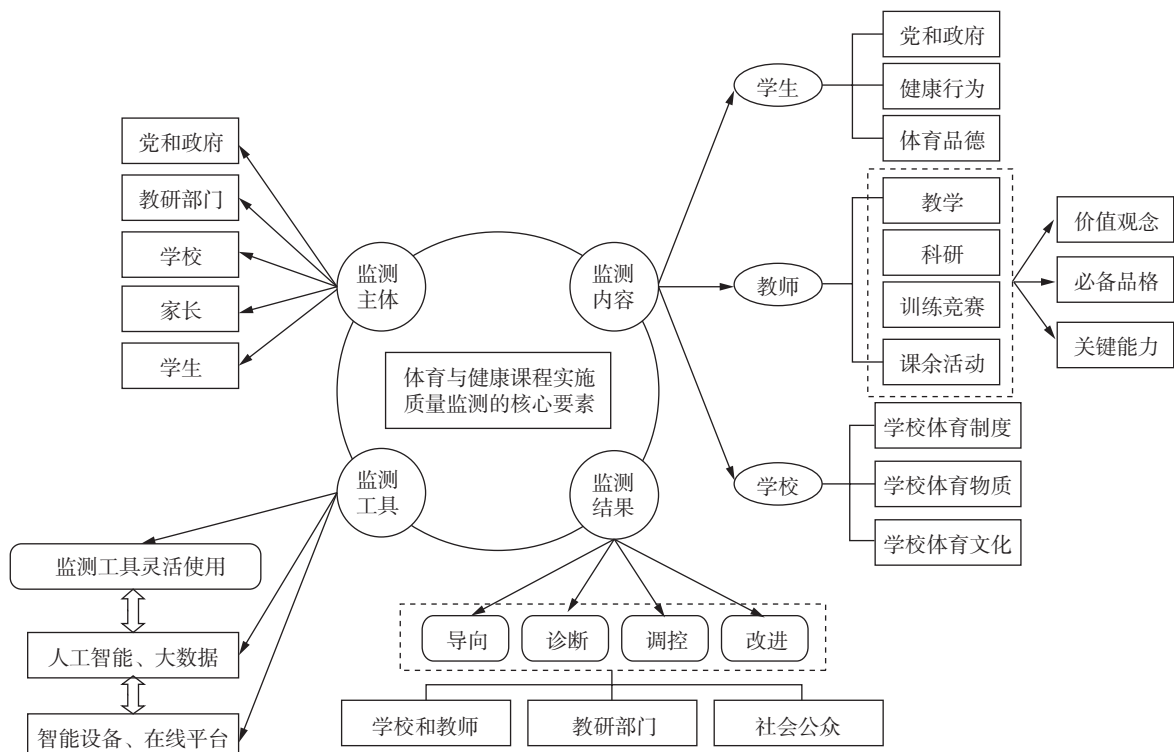 党和政府
教研部门
学校
家长
学生
监测
主体
监测
内容
体育与健康课程实施
质量监测的核心要素
监测
工具
监测
结果
学生
党和政府
健康行为
体育品德
教师
教学
科研
训练竞赛
课余活动
价值观念
必备品格
关键能力
学校
学校体育制度
学校体育物质
学校体育文化
监测工具灵活使用
人工智能、大数据
智能设备、在线平台
导向
诊断
调控
改进
学校和教师
教研部门
社会公众